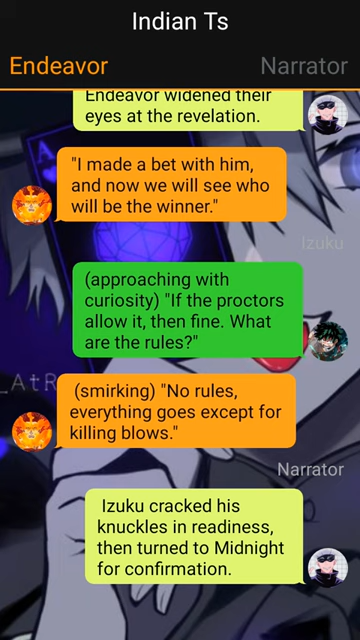 Indian Ts
Endeavor
Narrator
Endeavor widened their
eyes at the revelation.
"I made a bet with him,
and now we will see who
will be the winner."
Izuku
(approaching with
curiosity) "If the proctors
allow it, then fine. What
are the rules?"
_AtR
(smirking) "No rules,
everything goes except for
killing blows."
Narrator
Izuku cracked his
knuckles in readiness,
then turned to Midnight
for confirmation.